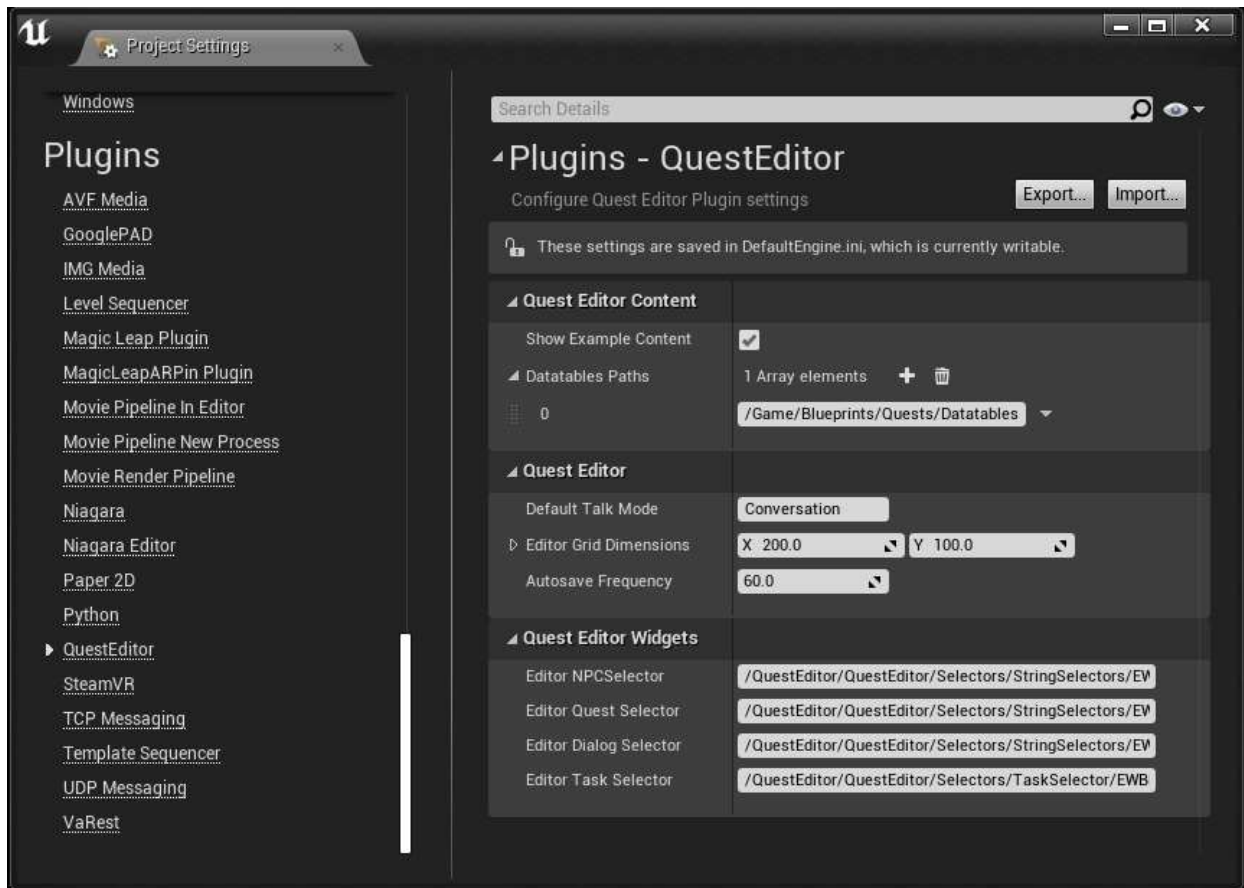 Project Settings
Windows
Plugins
AVF Media
GooglePAD
IMG Media
Level Sequencer
Magic Leap Plugin
MagicLeapARPin Plugin
Movie Pipeline In Editor
Movie Pipeline New Process
Movie Render Pipeline
Niagara
Niagara Editor
Paper 2D
Python
QuestEditor
SteamVR
TCP Messaging
Template Sequencer
UDP Messaging
VaRest
Search Details
Plugins - QuestEditor
Configure Quest Editor Plugin settings
Export... Import...
These settings are saved in DefaultEngine.ini, which is currently writable.
Quest Editor Content
Show Example Content
Datatables Paths 1 Array elements
0 /Game/Blueprints/Quests/Datatables
Quest Editor
Default Talk Mode Conversation
Editor Grid Dimensions X 200.0 Y 100.0
Autosave Frequency 60.0
Quest Editor Widgets
Editor NPCSelector /QuestEditor/QuestEditor/Selectors/StringSelectors/EW
Editor Quest Selector /QuestEditor/QuestEditor/Selectors/StringSelectors/EW
Editor Dialog Selector /QuestEditor/QuestEditor/Selectors/StringSelectors/EW
Editor Task Selector /QuestEditor/QuestEditor/Selectors/TaskSelector/EWB